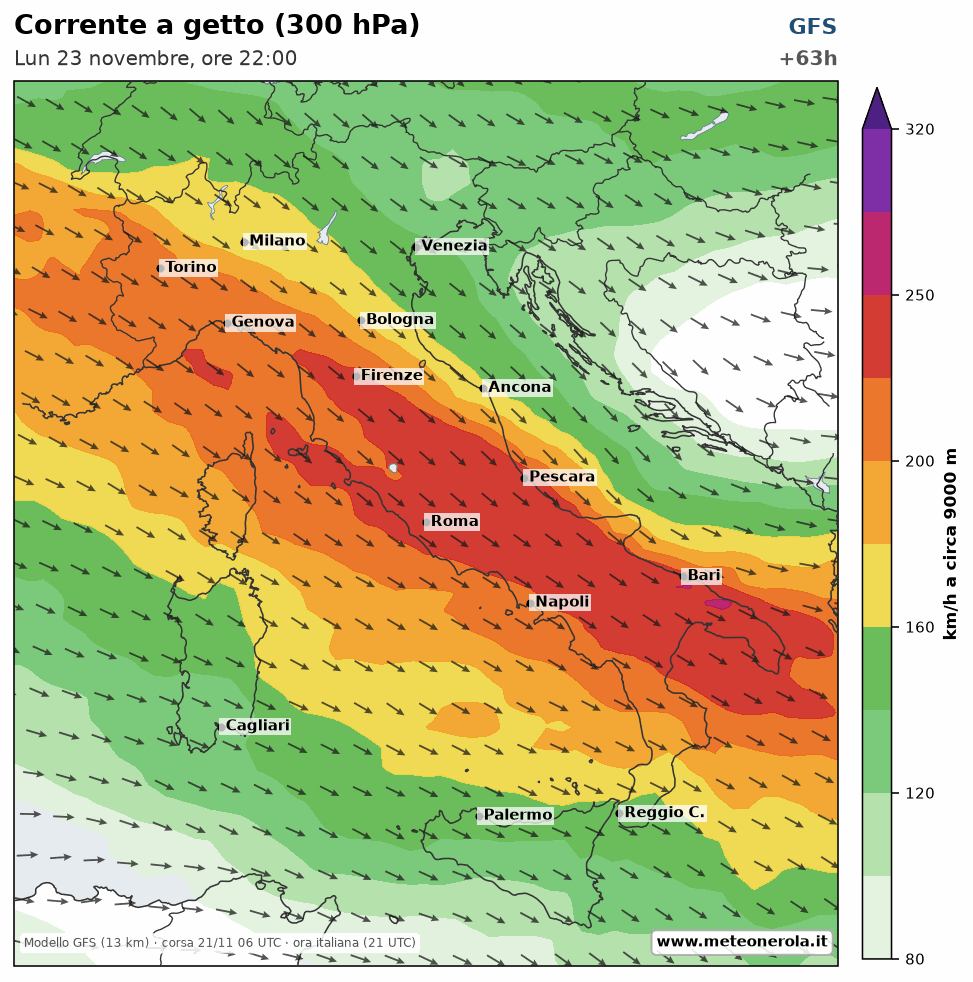 Corrente a getto (300 hPa)
GFS
Lun 23 novembre, ore 22:00
+63h
320
Milano
Venezia
Torino
250
Genova
Bologna
Firenze
Ancona
200
Pescara
Roma
km/h a circa 9000 m
Bari
Napoli
160
Cagliari
120
Palermo
Reggio C.
Modello GFS (13 km) · corsa 21/11 06 UTC · ora italiana (21 UTC)
www.meteonerola.it
80